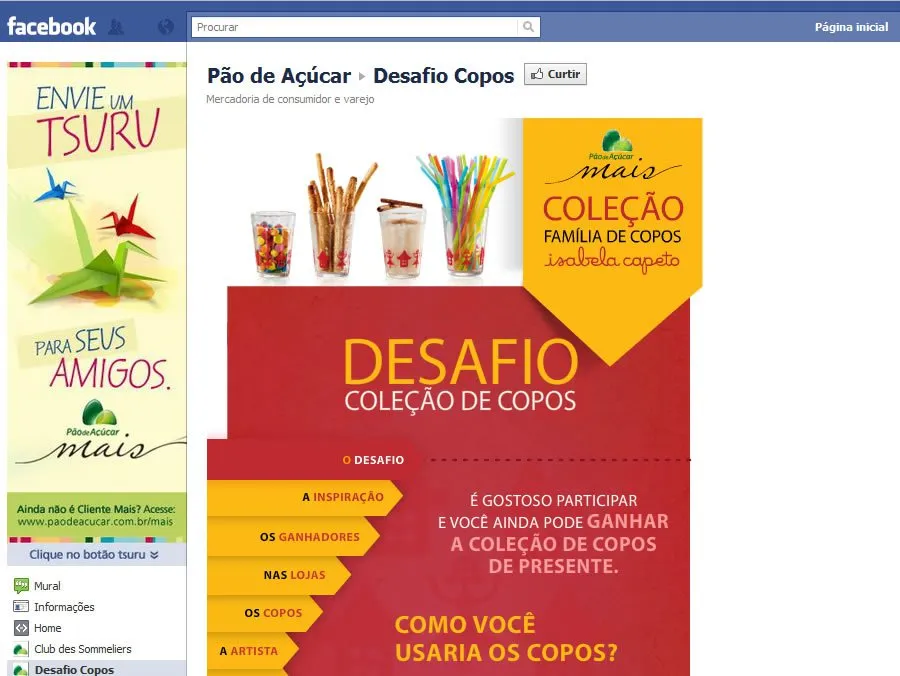 facebook
Procurar
Página inicial
ENVIE UM
TSURU
PARA SEUS
AMIGOS.
Pão de Açúcar
mais
Ainda não é Cliente Mais? Acesse:
www.paodeacucar.com.br/mais
Clique no botão tsuru
Mural
Informações
Home
Club des Sommeliers
Desafio Copos
Pão de Açúcar ▸ Desafio Copos
Curtir
Mercadoria de consumidor e varejo
Pão de Açúcar
mais
COLEÇÃO
FAMÍLIA DE COPOS
isabela capeto
DESAFIO
COLEÇÃO DE COPOS
O DESAFIO
A INSPIRAÇÃO
OS GANHADORES
NAS LOJAS
OS COPOS
A ARTISTA
É GOSTOSO PARTICIPAR
E VOCÊ AINDA PODE GANHAR
A COLEÇÃO DE COPOS
DE PRESENTE.
COMO VOCÊ
USARIA OS COPOS?